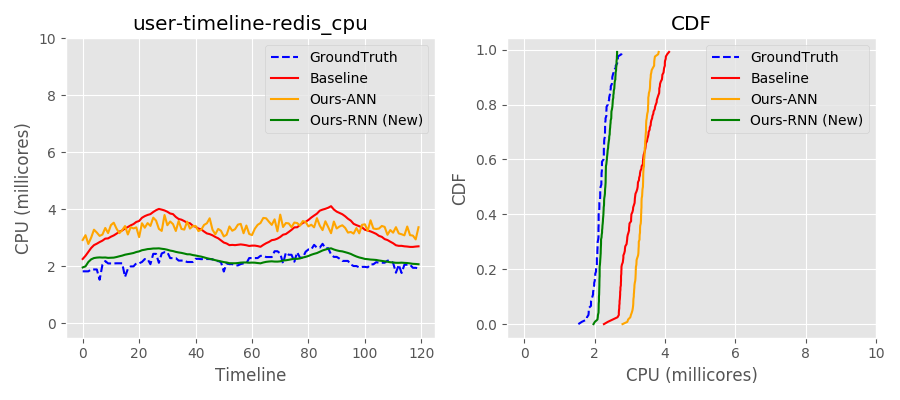 user-timeline-redis_cpu
CPU (millicores)
10
8
6
4
2
0
0
20
40
60
80
100
120
Timeline
GroundTruth
Baseline
Ours-ANN
Ours-RNN (New)
CDF
CDF
1.0
0.8
0.6
0.4
0.2
0.0
0
2
4
6
8
10
CPU (millicores)
GroundTruth
Baseline
Ours-ANN
Ours-RNN (New)